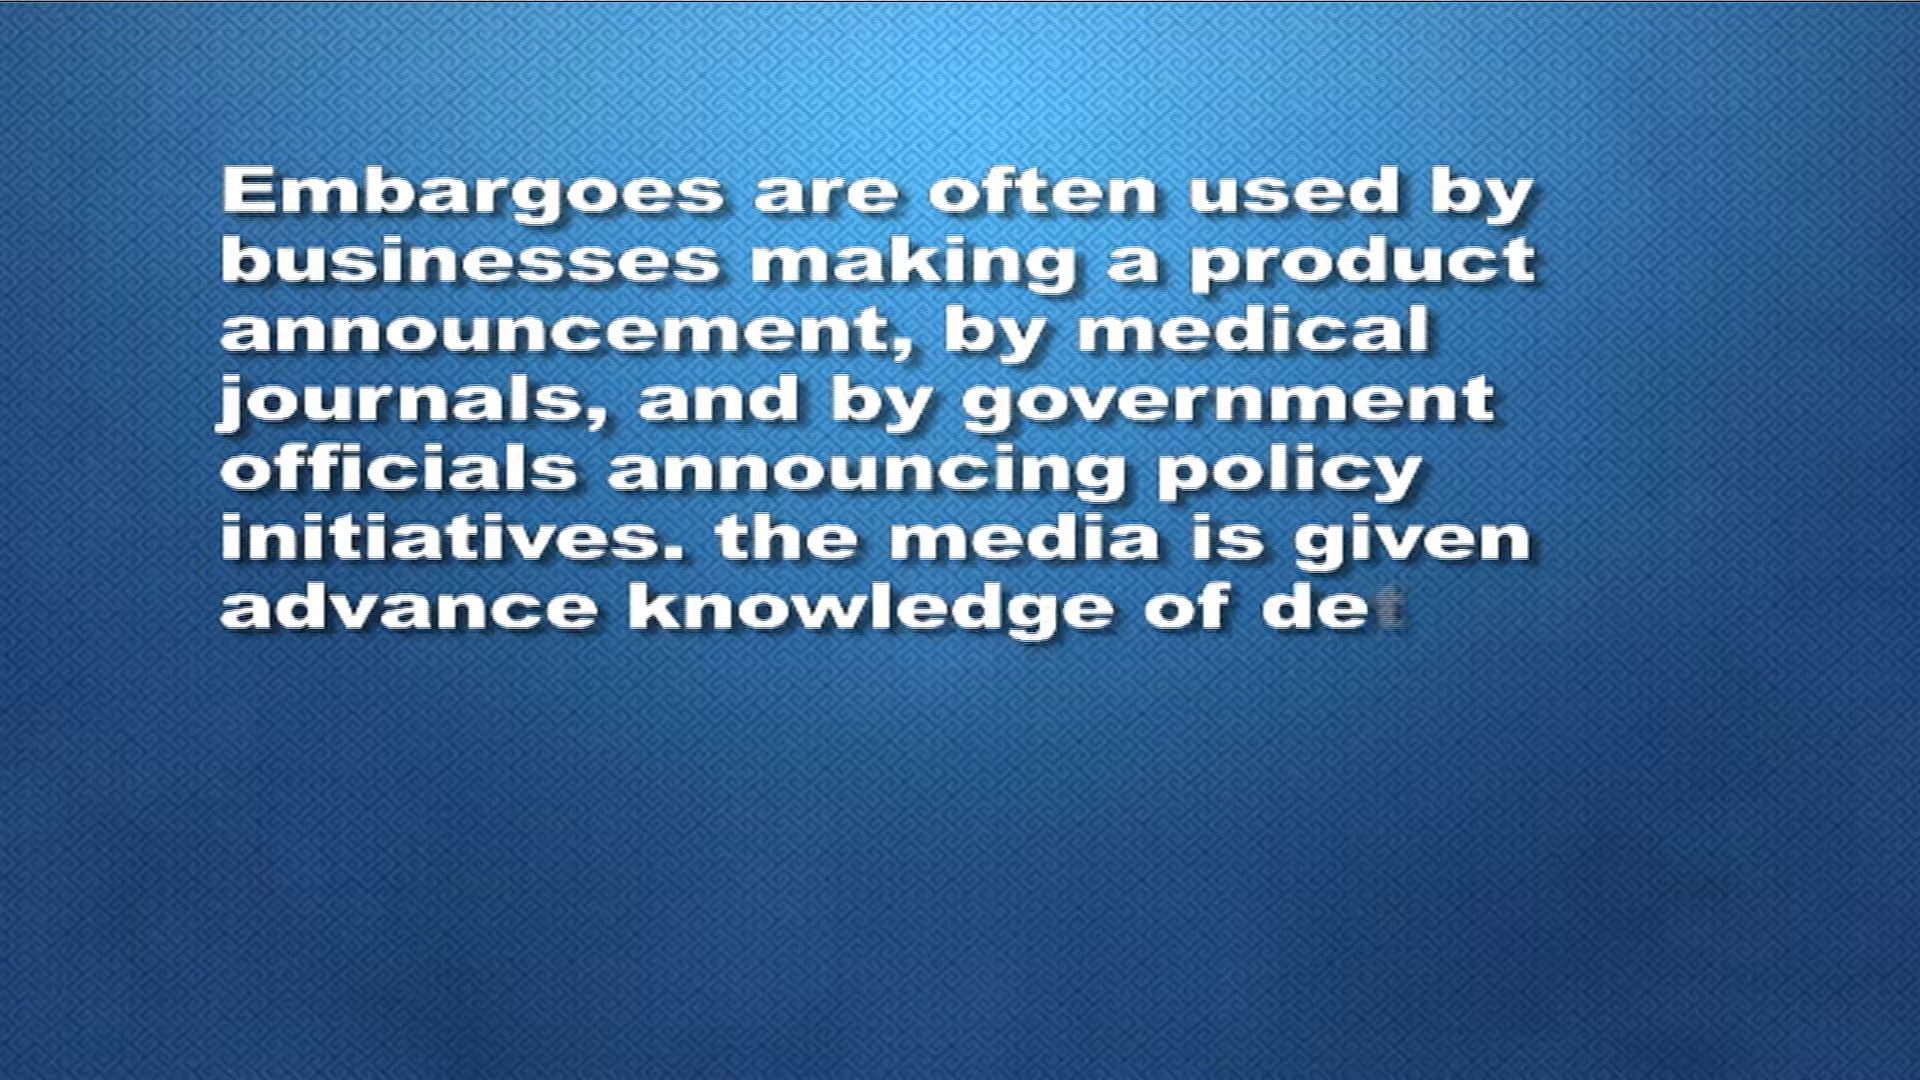 Embargoes are often used by
businesses making a product
announcement, by medical
journals, and by government
officials announcing policy
initiatives. the media is given
advance knowledge of det